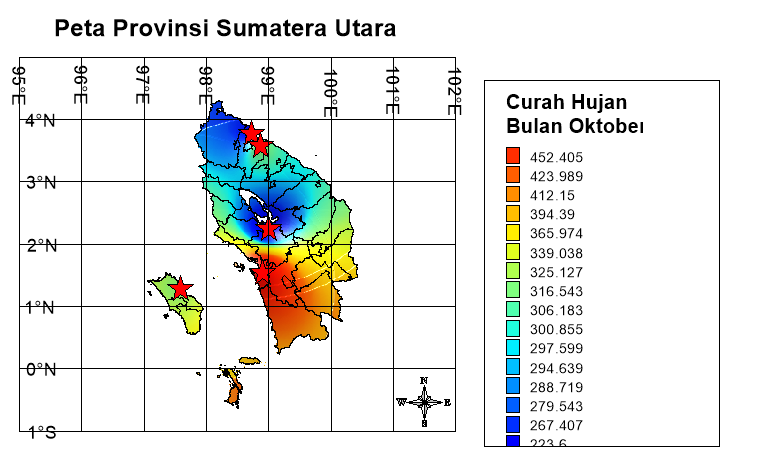 Peta Provinsi Sumatera Utara
95°E
96°E
97°E
98°E
99°E
100°E
101°E
102°E
4°N
3°N
2°N
1°N
0°N
1°S
N
W
E
S
Curah Hujan
Bulan Oktober
452.405
423.989
412.15
394.39
365.974
339.038
325.127
316.543
306.183
300.855
297.599
294.639
288.719
279.543
267.407
223.6